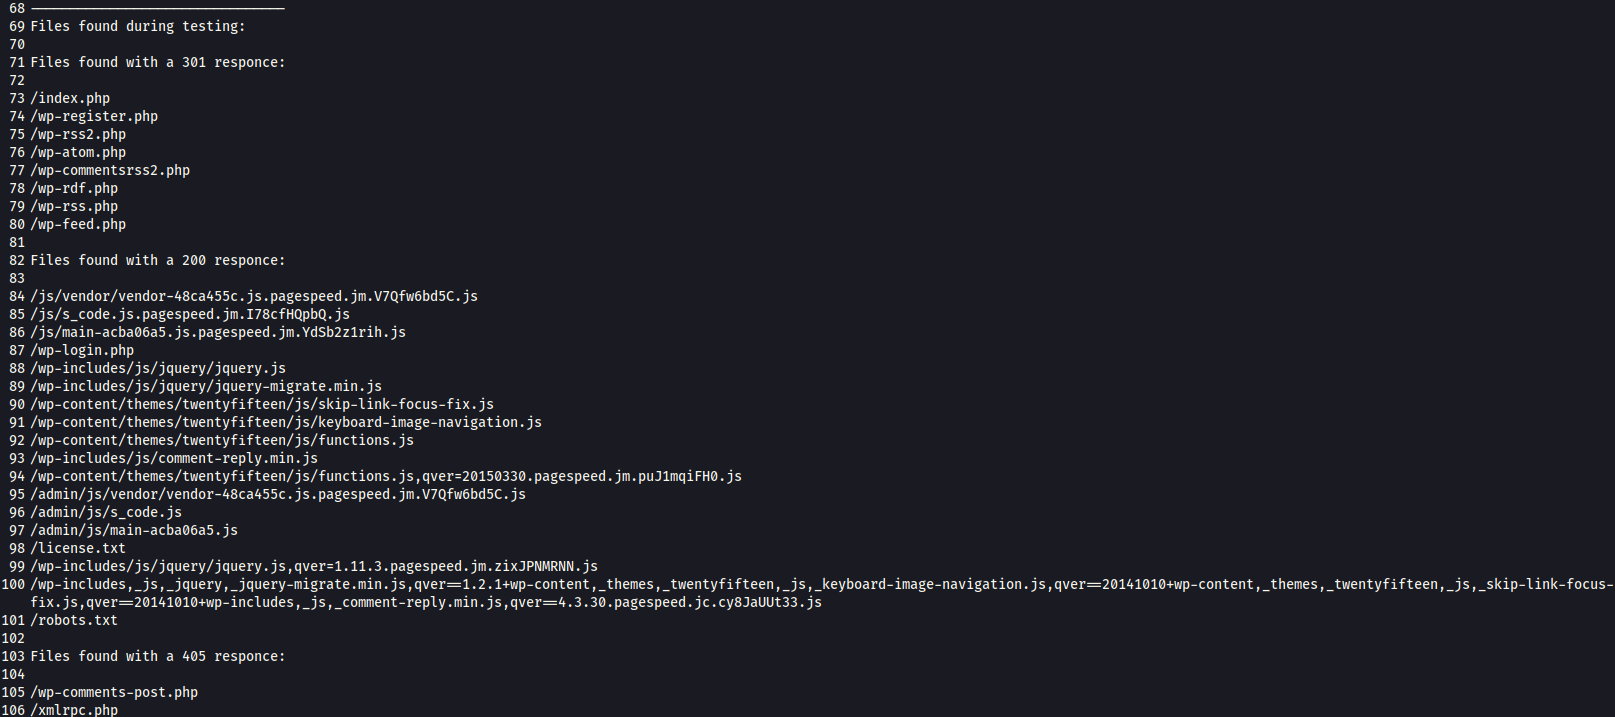 68 --------------------------------
69 Files found during testing:
70
71 Files found with a 301 responce:
72
73 /index.php
74 /wp-register.php
75 /wp-rss2.php
76 /wp-atom.php
77 /wp-commentsrss2.php
78 /wp-rdf.php
79 /wp-rss.php
80 /wp-feed.php
81
82 Files found with a 200 responce:
83
84 /js/vendor/vendor-48ca455c.js.pagespeed.jm.V7Qfw6bd5C.js
85 /js/s_code.js.pagespeed.jm.I78cfHQpbQ.js
86 /js/main-acba06a5.js.pagespeed.jm.YdSb2z1rih.js
87 /wp-login.php
88 /wp-includes/js/jquery/jquery.js
89 /wp-includes/js/jquery/jquery-migrate.min.js
90 /wp-content/themes/twentyfifteen/js/skip-link-focus-fix.js
91 /wp-content/themes/twentyfifteen/js/keyboard-image-navigation.js
92 /wp-content/themes/twentyfifteen/js/functions.js
93 /wp-includes/js/comment-reply.min.js
94 /wp-content/themes/twentyfifteen/js/functions.js,qver=20150330.pagespeed.jm.puJ1mqiFH0.js
95 /admin/js/vendor/vendor-48ca455c.js.pagespeed.jm.V7Qfw6bd5C.js
96 /admin/js/s_code.js
97 /admin/js/main-acba06a5.js
98 /license.txt
99 /wp-includes/js/jquery/jquery.js,qver=1.11.3.pagespeed.jm.zixJPNMRNN.js
100 /wp-includes,_js,_jquery,_jquery-migrate.min.js,qver==1.2.1+wp-content,_themes,_twentyfifteen,_js,_keyboard-image-navigation.js,qver==20141010+wp-content,_themes,_twentyfifteen,_js,_skip-link-focus-
fix.js,qver==20141010+wp-includes,_js,_comment-reply.min.js,qver==4.3.30.pagespeed.jc.cy8JaUUt33.js
101 /robots.txt
102
103 Files found with a 405 responce:
104
105 /wp-comments-post.php
106 /xmlrpc.php